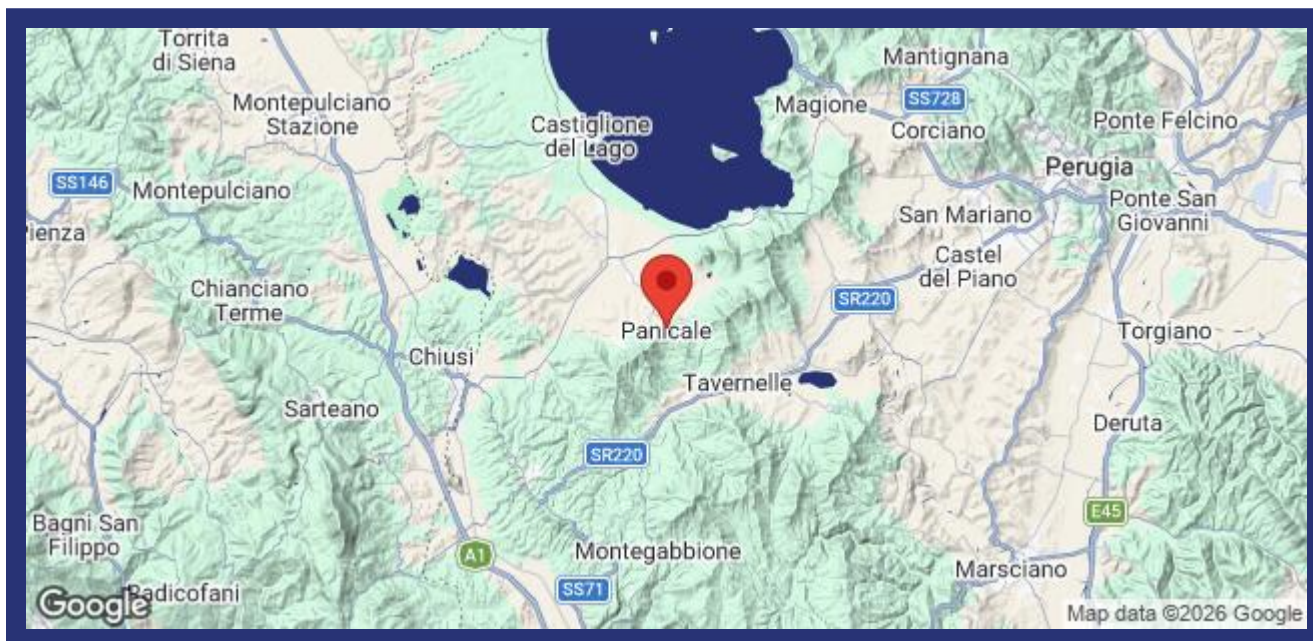 Torrita
di Siena
Mantignana
Montepulciano
Stazione
Magione
SS728
Castiglione
del Lago
Corciano
Ponte Felcino
Perugia
SS146
Montepulciano
San Mariano
Ponte San
Giovanni
Pienza
Castel
del Piano
Chianciano
Terme
SR220
Panicale
Torgiano
Chiusi
Tavernelle
Sarteano
Deruta
SR220
Bagni San
Filippo
E45
A1
Montegabbione
Marsciano
SS71
Radicofani
Google
Map data ©2026 Google